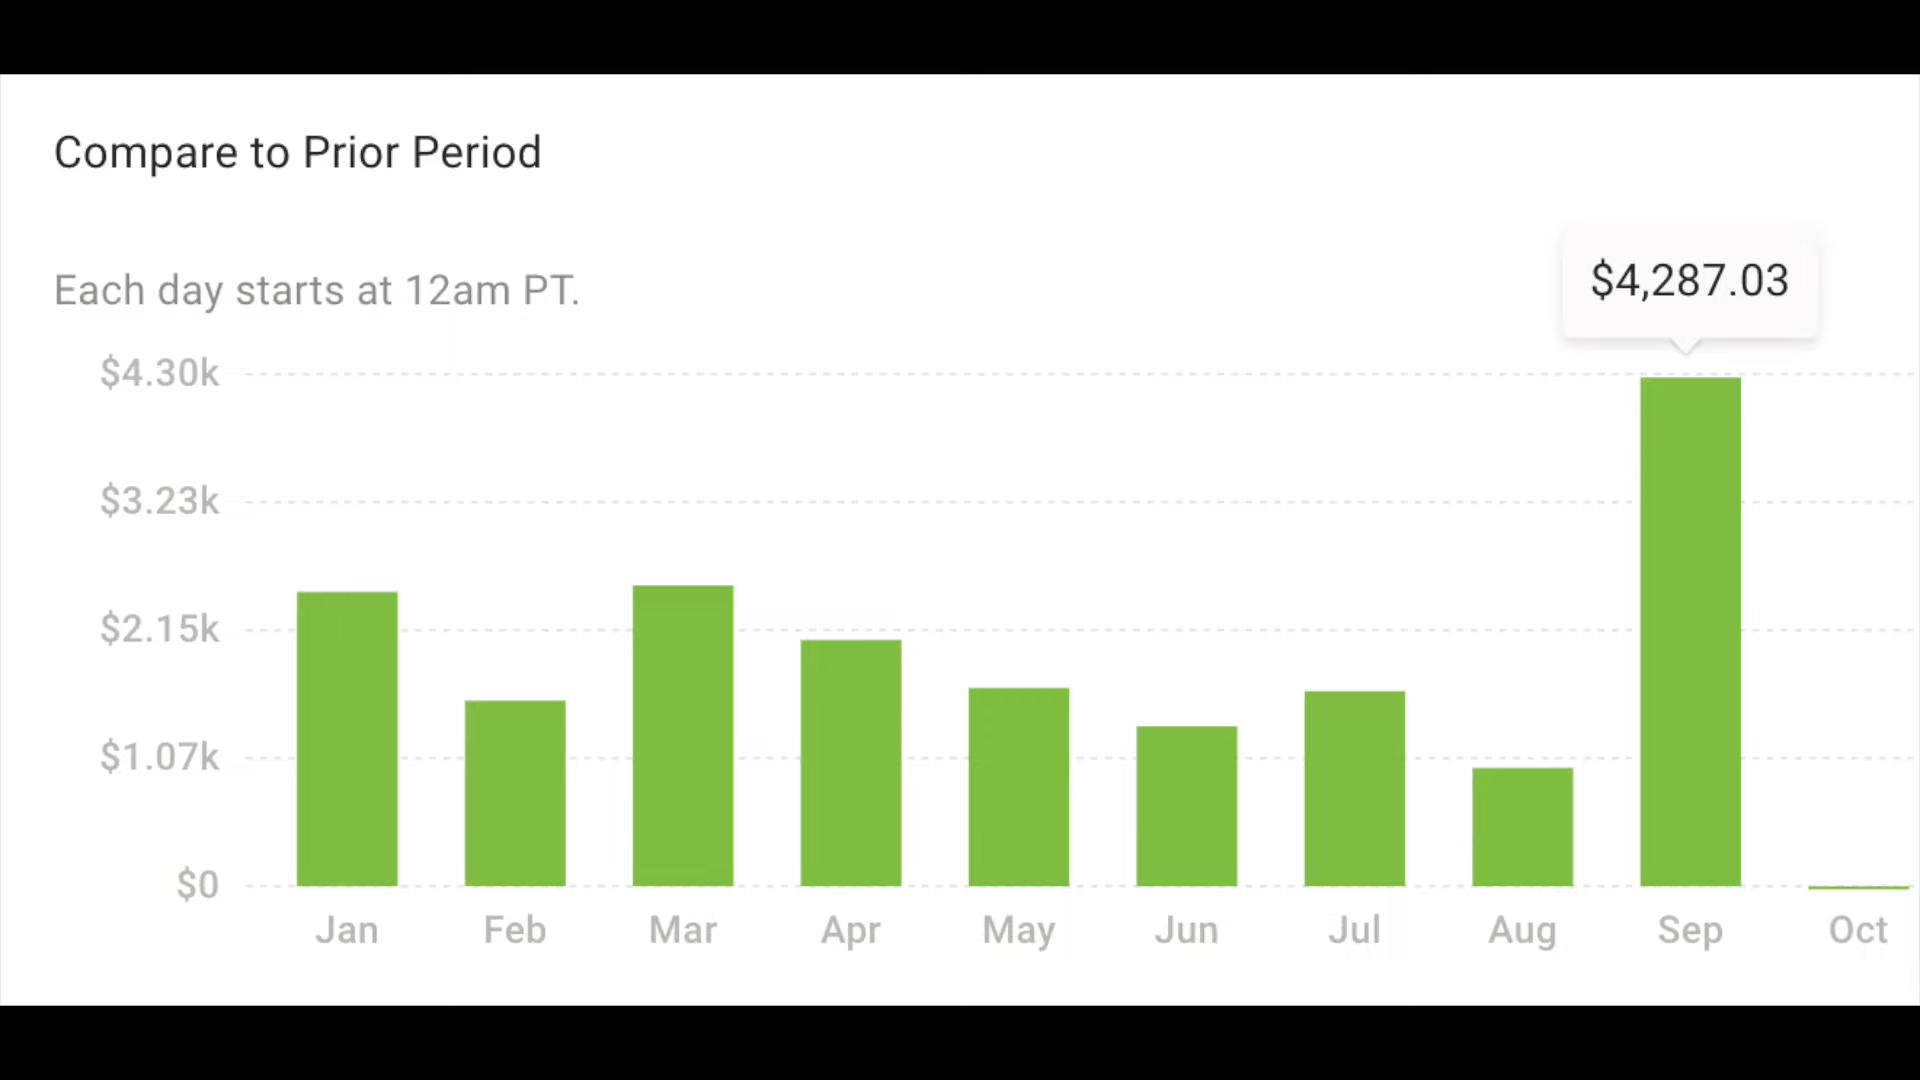 Compare to Prior Period
Each day starts at 12am PT.
$4,287.03
$4.30k
$3.23k
$2.15k
$1.07k
$0
Jan Feb Mar Apr May Jun Jul Aug Sep Oct